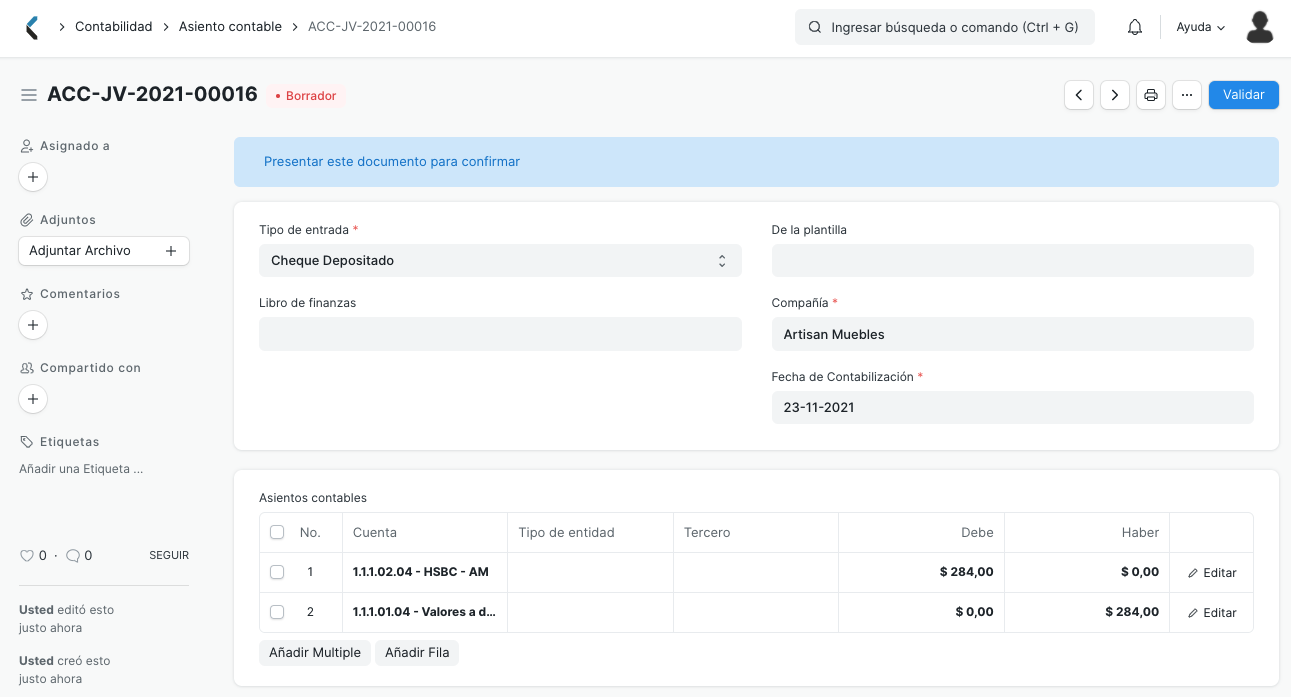 Contabilidad > Asiento contable > ACC-JV-2021-00016
Ingresar búsqueda o comando (Ctrl + G)
Ayuda
ACC-JV-2021-00016
• Borrador
Validar
Asignado a
Adjuntos
Adjuntar Archivo +
Comentarios
Compartido con
Etiquetas
Añadir una Etiqueta ...
0 · 0 SEGUIR
Usted editó esto
justo ahora
Usted creó esto
justo ahora
Presentar este documento para confirmar
Tipo de entrada *
Cheque Depositado
De la plantilla
Libro de finanzas
Compañía *
Artisan Muebles
Fecha de Contabilización *
23-11-2021
Asientos contables
No. Cuenta Tipo de entidad Tercero Debe Haber
1 1.1.1.02.04 - HSBC - AM $ 284,00 $ 0,00 Editar
2 1.1.1.01.04 - Valores a d... $ 0,00 $ 284,00 Editar
Añadir Multiple Añadir Fila